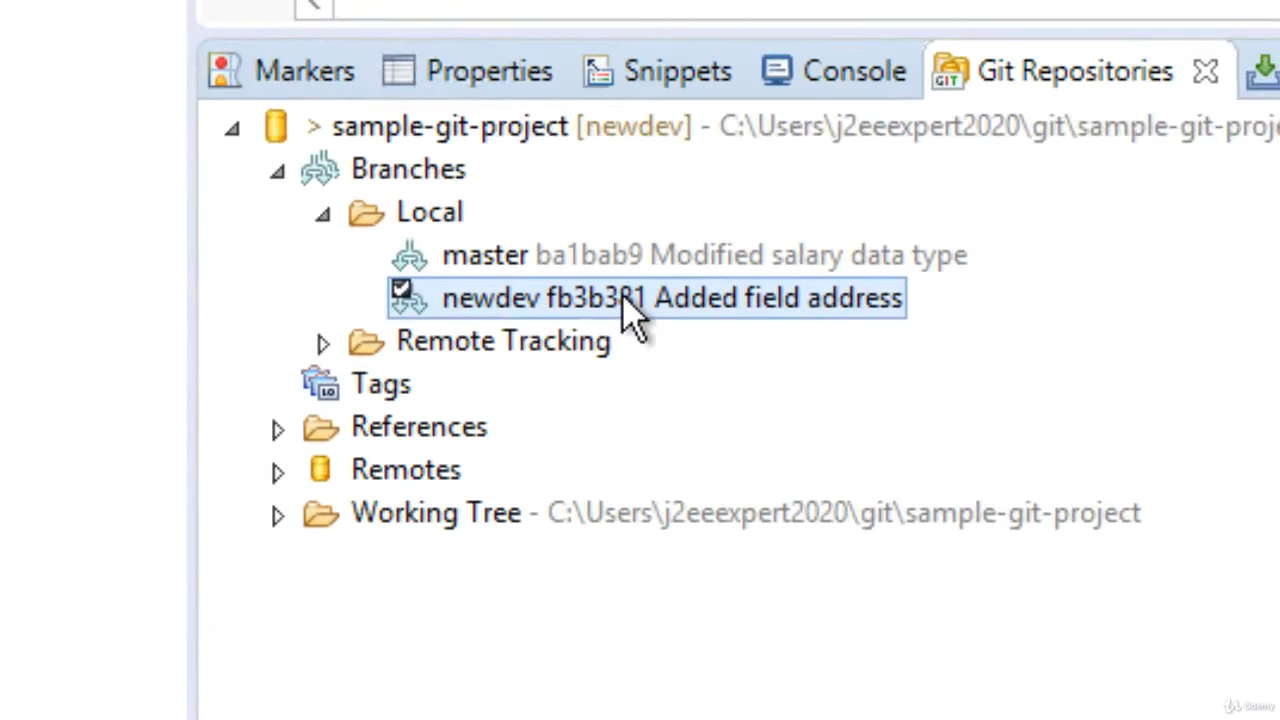 Markers Properties Snippets Console Git Repositories
> sample-git-project [newdev] - C:\Users\j2eeexpert2020\git\sample-git-proje
Branches
Local
master ba1bab9 Modified salary data type
newdev fb3b381 Added field address
Remote Tracking
Tags
References
Remotes
Working Tree - C:\Users\j2eeexpert2020\git\sample-git-project
Udemy